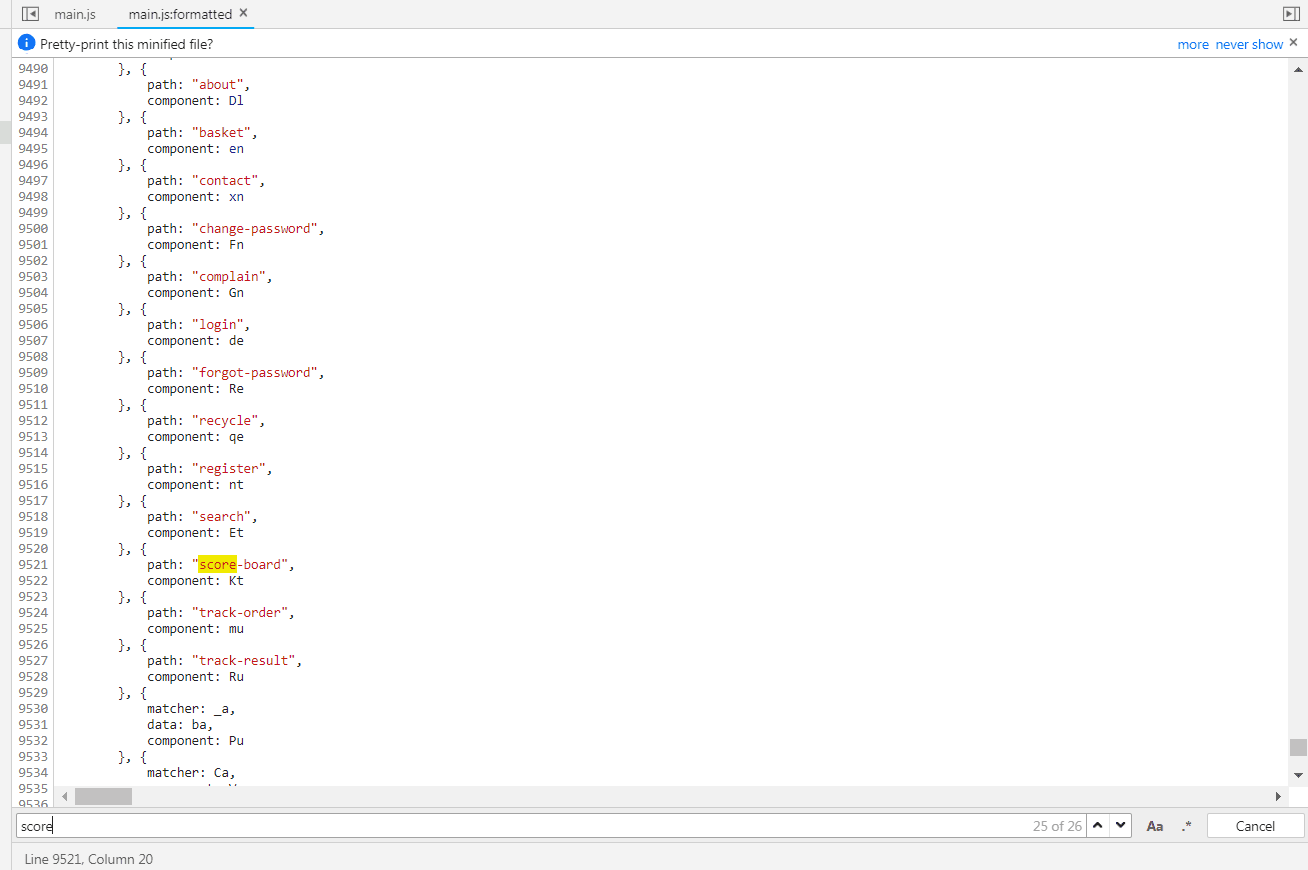 main.js main.js:formatted ×
i Pretty-print this minified file? more never show ×
9490 }, {
9491 path: "about",
9492 component: Dl
9493 }, {
9494 path: "basket",
9495 component: en
9496 }, {
9497 path: "contact",
9498 component: xn
9499 }, {
9500 path: "change-password",
9501 component: Fn
9502 }, {
9503 path: "complain",
9504 component: Gn
9505 }, {
9506 path: "login",
9507 component: de
9508 }, {
9509 path: "forgot-password",
9510 component: Re
9511 }, {
9512 path: "recycle",
9513 component: qe
9514 }, {
9515 path: "register",
9516 component: nt
9517 }, {
9518 path: "search",
9519 component: Et
9520 }, {
9521 path: "score-board",
9522 component: Kt
9523 }, {
9524 path: "track-order",
9525 component: mu
9526 }, {
9527 path: "track-result",
9528 component: Ru
9529 }, {
9530 matcher: _a,
9531 data: ba,
9532 component: Pu
9533 }, {
9534 matcher: Ca,
9535
9536
score 25 of 26 Aa .* Cancel
Line 9521, Column 20